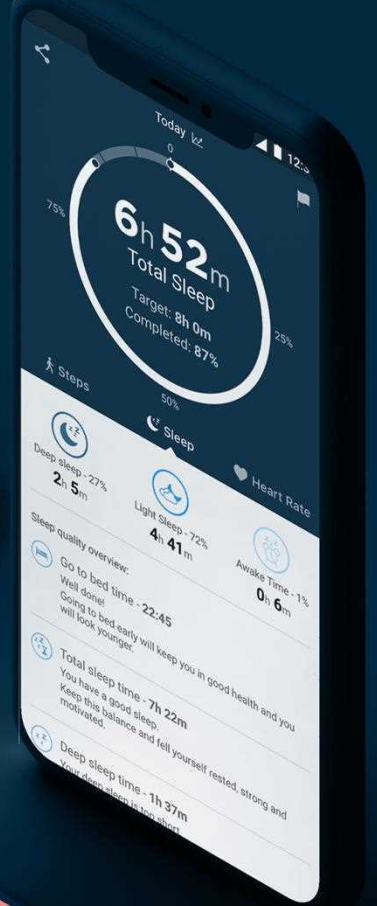 12:3
Today
0
75%
6h 52m
Total Sleep
Target: 8h 0m
Completed: 87%
25%
50%
Steps
Sleep
Heart Rate
Deep sleep - 27%
2h 5m
Light Sleep - 72%
4h 41m
Awake Time - 1%
0h 6m
Sleep quality overview:
Go to bed time - 22:45
Well done!
Going to bed early will keep you in good health and you
will look younger.
Total sleep time - 7h 22m
You have a good sleep.
Keep this balance and fell yourself rested, strong and
motivated.
Deep sleep time - 1h 37m
Your deep sleep is too short